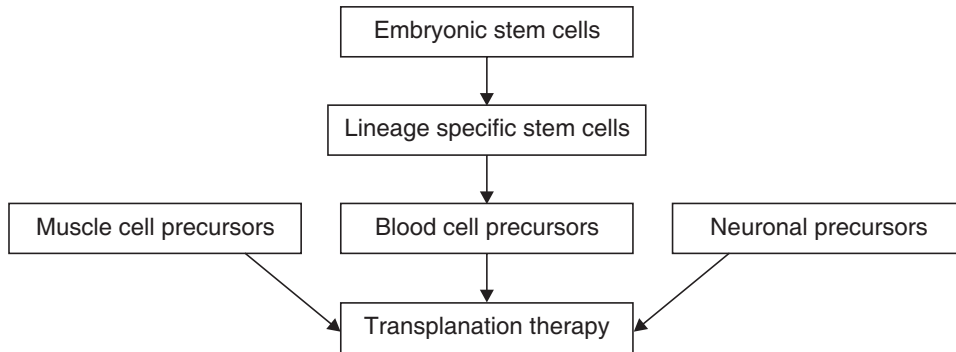 Embryonic stem cells
Lineage specific stem cells
Muscle cell precursors
Blood cell precursors
Neuronal precursors
Transplanation therapy